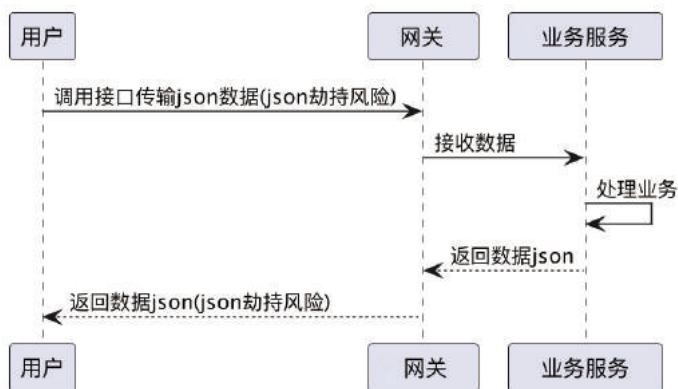 用户
网关
业务服务
调用接口传输json数据(json劫持风险)
接收数据
处理业务
返回数据json
返回数据json(json劫持风险)
用户
网关
业务服务